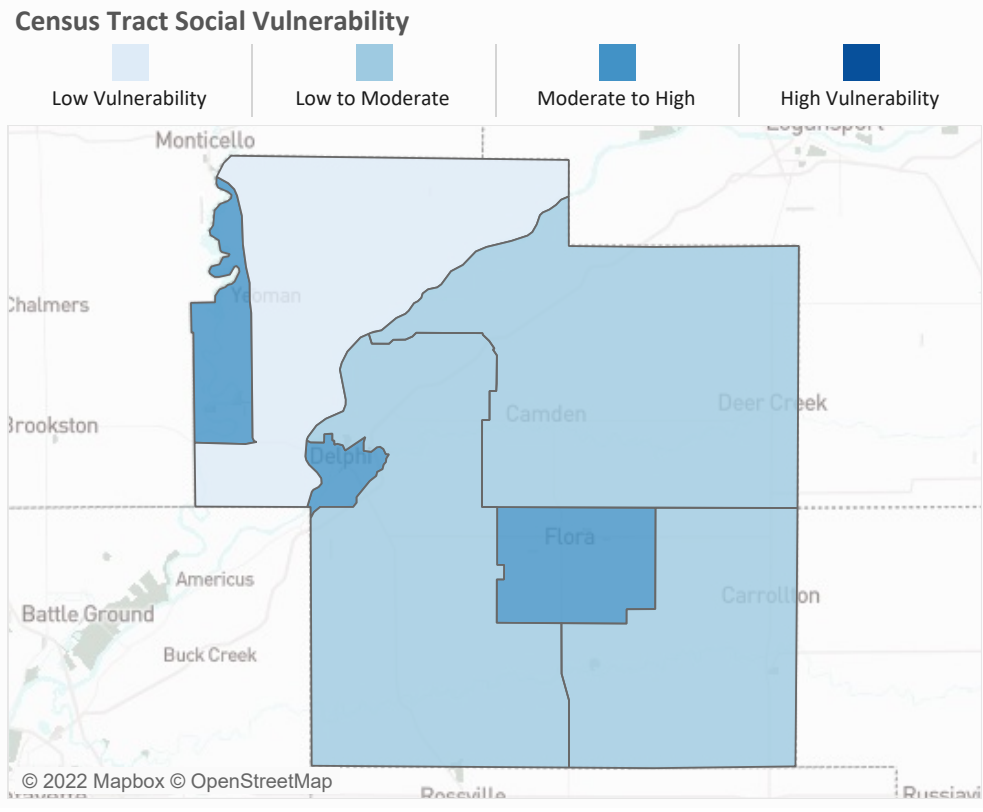 Census Tract Social Vulnerability
Low Vulnerability
Low to Moderate
Moderate to High
High Vulnerability
Monticello
Logansport
Yeoman
Chalmers
Deer Creek
Camden
Brookston
Delphi
Flora
Americus
Carrollton
Battle Ground
Buck Creek
© 2022 Mapbox © OpenStreetMap
Rossville